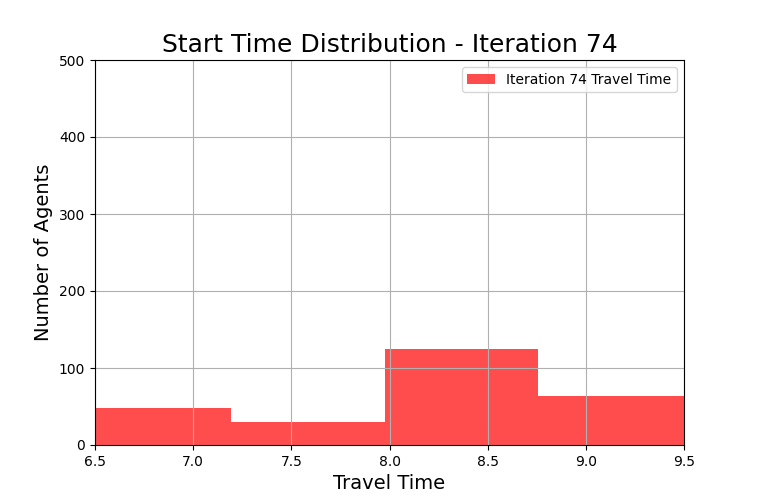 Start Time Distribution - Iteration 74
Iteration 74 Travel Time
500
400
300
200
100
0
Number of Agents
6.5 7.0 7.5 8.0 8.5 9.0 9.5
Travel Time